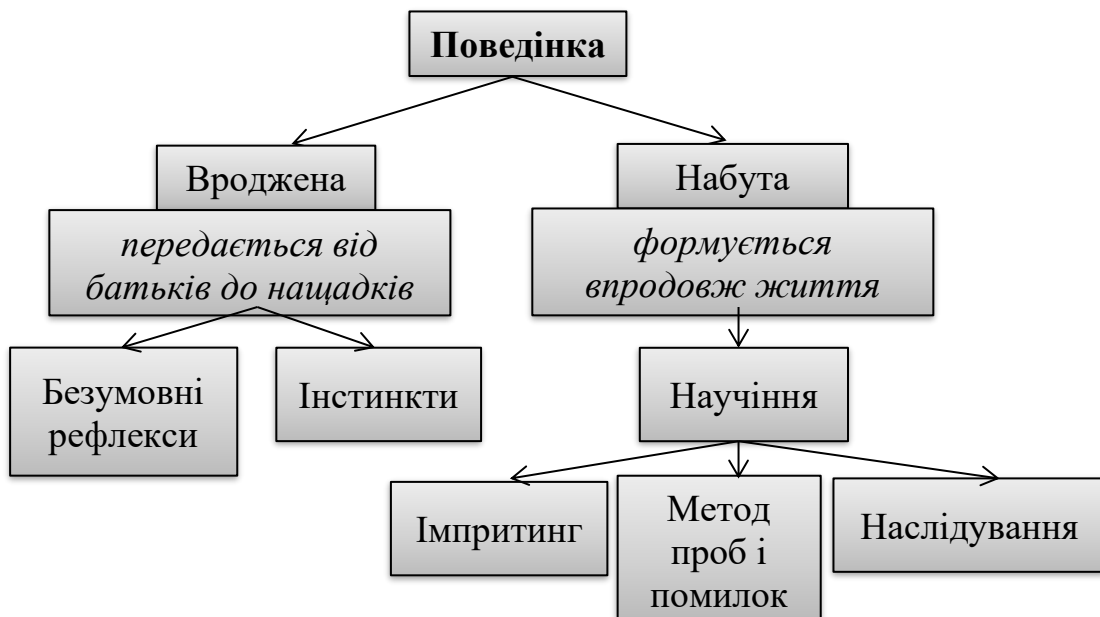 Поведінка
Вроджена
Набута
передається від
батьків до нащадків
формується
впродовж життя
Безумовні
рефлекси
Інстинкти
Научіння
Імпритинг
Метод
проб і
помилок
Наслідування